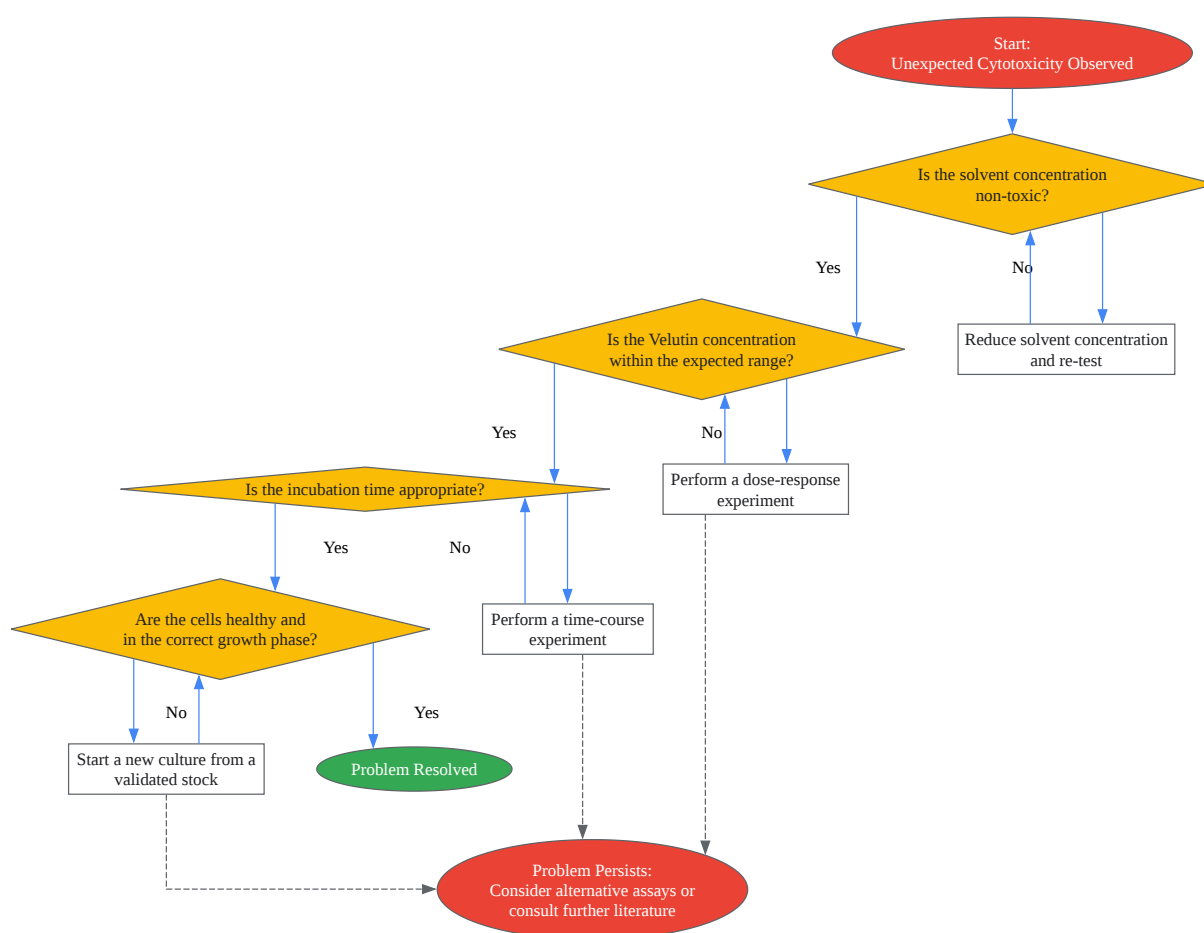 Start:
Unexpected Cytotoxicity Observed
Is the solvent concentration
non-toxic?
Yes
No
Reduce solvent concentration
and re-test
Is the Velutin concentration
within the expected range?
Yes
No
Perform a dose-response
experiment
Is the incubation time appropriate?
Yes
No
Perform a time-course
experiment
Are the cells healthy and
in the correct growth phase?
No
Yes
Start a new culture from a
validated stock
Problem Resolved
Problem Persists:
Consider alternative assays or
consult further literature